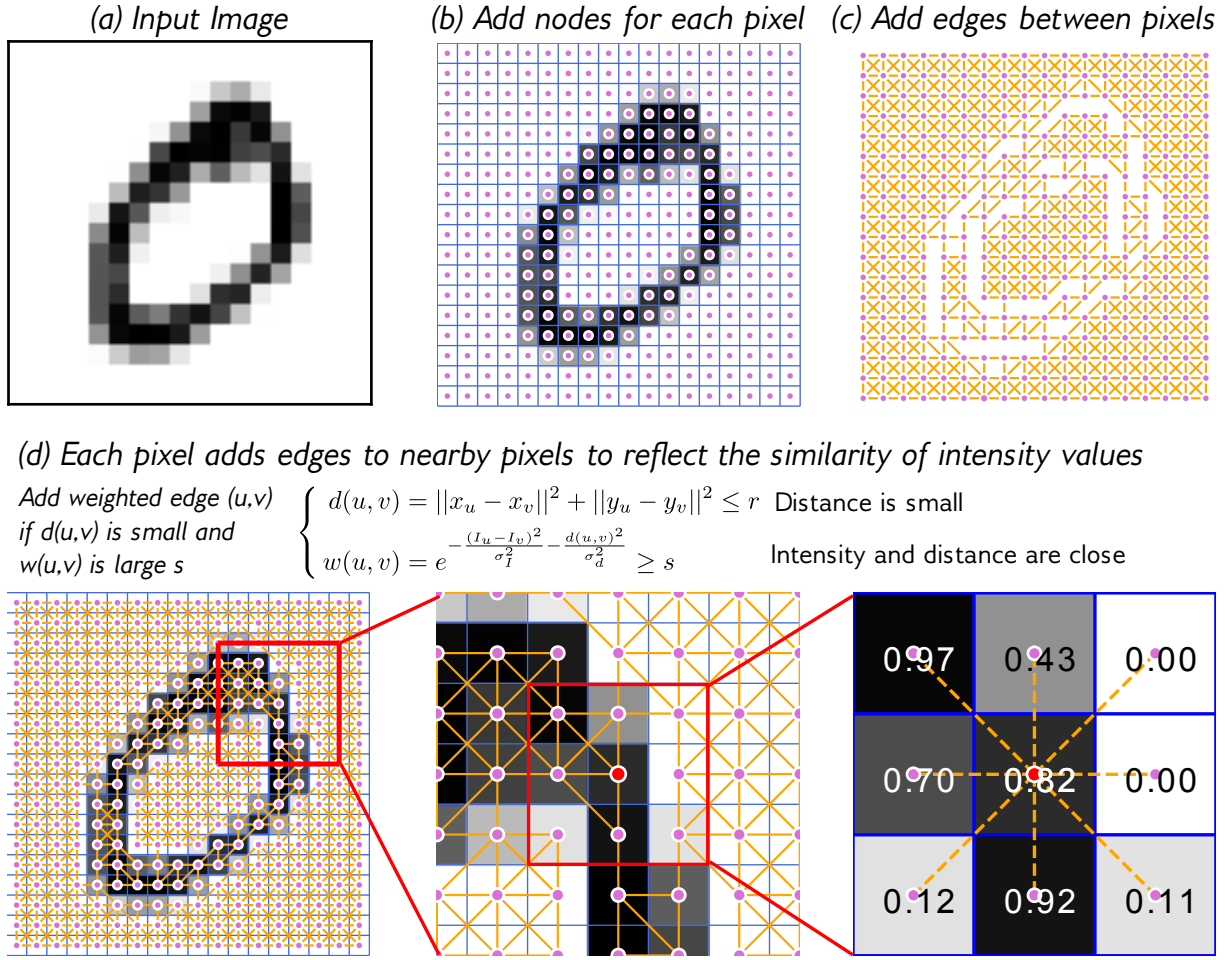 (a) Input Image
(b) Add nodes for each pixel
(c) Add edges between pixels
(d) Each pixel adds edges to nearby pixels to reflect the similarity of intensity values
Add weighted edge (u,v)
if d(u,v) is small and
w(u,v) is large s
d(u, v) = ||x_u − x_v||^2 + ||y_u − y_v||^2 ≤ r Distance is small
w(u, v) = e^{−\frac{(I_u−I_v)^2}{σ_I^2}−\frac{d(u,v)^2}{σ_d^2}} ≥ s Intensity and distance are close
0.97 0.43 0.00
0.70 0.82 0.00
0.12 0.92 0.11